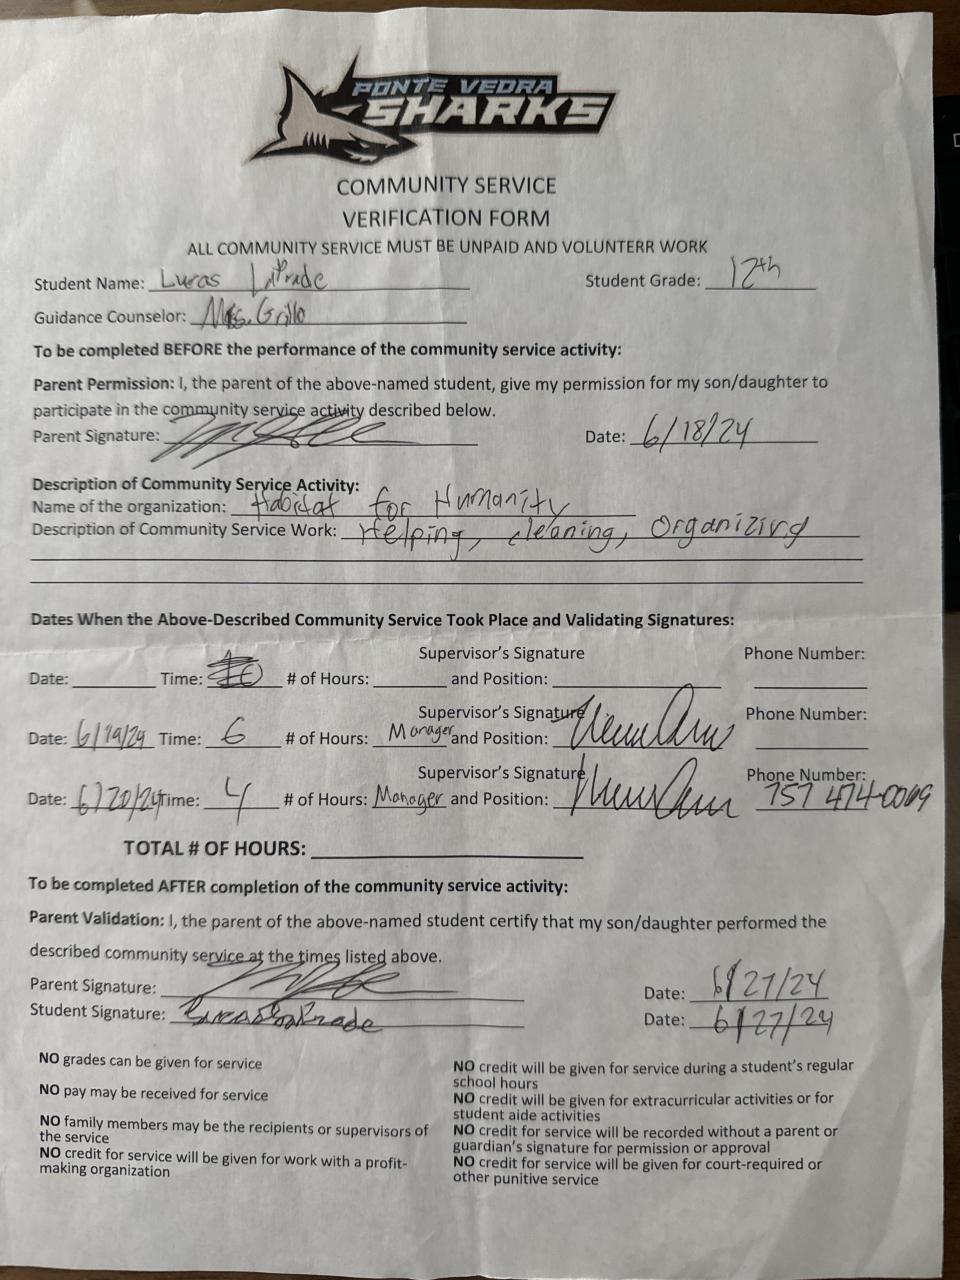 PONTE VEDRA
SHARKS
COMMUNITY SERVICE
VERIFICATION FORM
ALL COMMUNITY SERVICE MUST BE UNPAID AND VOLUNTERR WORK
Student Name: Lucas LaPrade Student Grade: 12th
Guidance Counselor: Mrs. Grillo
To be completed BEFORE the performance of the community service activity:
Parent Permission: I, the parent of the above-named student, give my permission for my son/daughter to
participate in the community service activity described below.
Parent Signature: Date: 6/18/24
Description of Community Service Activity:
Name of the organization: Habitat for Humanity
Description of Community Service Work: Helping, cleaning, organizing
Dates When the Above-Described Community Service Took Place and Validating Signatures:
Supervisor's Signature Phone Number:
Date: Time: # of Hours: and Position:
Supervisor's Signature Phone Number:
Date: 6/19/24 Time: 6 # of Hours: Manager and Position:
Supervisor's Signature Phone Number:
Date: 6/20/24 Time: 4 # of Hours: Manager and Position: 757 474-0069
TOTAL # OF HOURS:
To be completed AFTER completion of the community service activity:
Parent Validation: I, the parent of the above-named student certify that my son/daughter performed the
described community service at the times listed above.
Parent Signature: Date: 6/27/24
Student Signature: Lucas LaPrade Date: 6/27/24
NO grades can be given for service
NO pay may be received for service
NO family members may be the recipients or supervisors of
the service
NO credit for service will be given for work with a profit-
making organization
NO credit will be given for service during a student's regular
school hours
NO credit will be given for extracurricular activities or for
student aide activities
NO credit for service will be recorded without a parent or
guardian's signature for permission or approval
NO credit for service will be given for court-required or
other punitive service